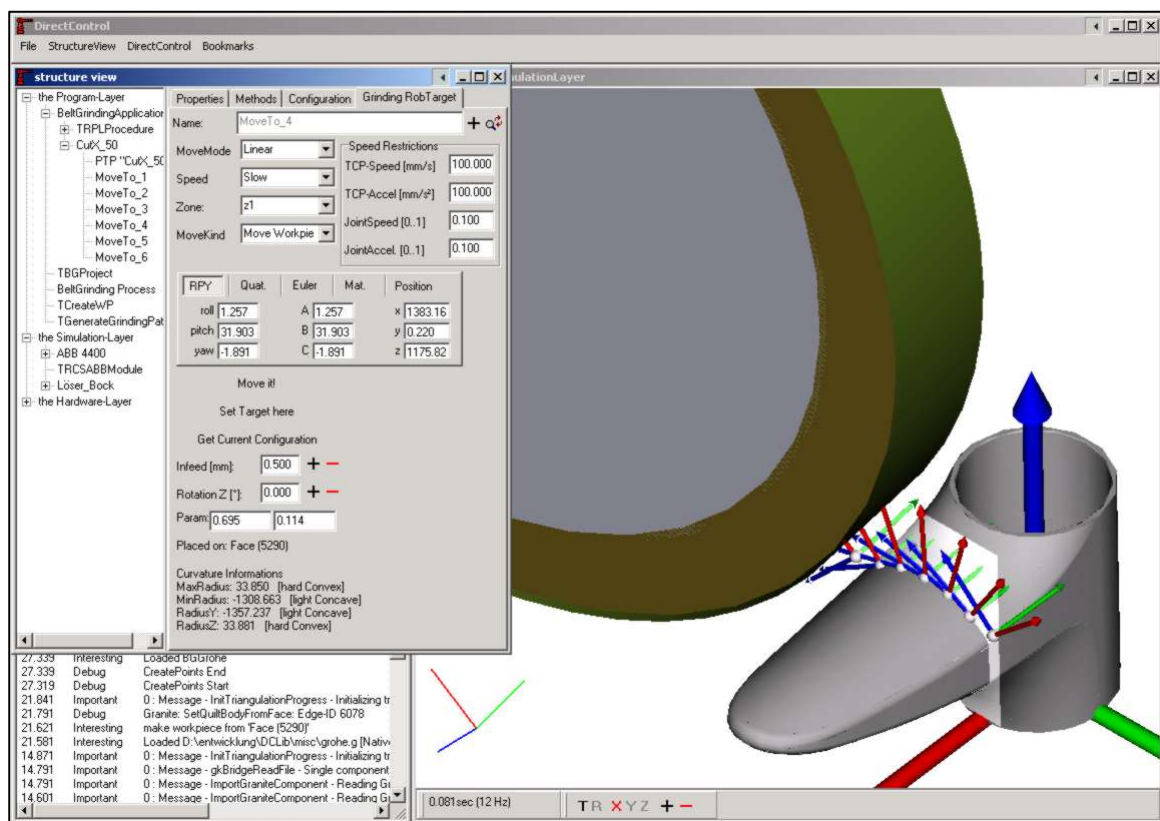 DirectControl
File StructureView DirectControl Bookmarks
structure view
ulationLayer
the Program-Layer
BeltGrindingApplication
TRPLProcedure
CutX_50
PTP "CutX_50
MoveTo_1
MoveTo_2
MoveTo_3
MoveTo_4
MoveTo_5
MoveTo_6
TBGProject
BeltGrinding Process
TCreateWP
TGenerateGrindingPat
the Simulation-Layer
ABB 4400
TRCSABBModule
Löser_Bock
the Hardware-Layer
Properties Methods Configuration Grinding RobTarget
Name: MoveTo_4
MoveMode Linear
Speed Slow
Zone: z1
MoveKind Move Workpie
Speed Restrictions
TCP-Speed [mm/s] 100.000
TCP-Accel [mm/s²] 100.000
JointSpeed [0..1] 0.100
JointAccel. [0..1] 0.100
RPY Quat. Euler Mat. Position
roll 1.257 A 1.257 x 1383.16
pitch 31.903 B 31.903 y 0.220
yaw -1.891 C -1.891 z 1175.82
Move it!
Set Target here
Get Current Configuration
Infeed [mm]: 0.500 + −
Rotation Z [°]: 0.000 + −
Param: 0.695 0.114
Placed on: Face (5290)
Curvature Informations
MaxRadius: 33.850 [hard Convex]
MinRadius: -1308.663 [light Concave]
RadiusY: -1357.237 [light Concave]
RadiusZ: 33.881 [hard Convex]
27.339 Interesting Loaded BGGrohe
27.339 Debug CreatePoints End
27.319 Debug CreatePoints Start
21.841 Important 0 : Message - InitTriangulationProgress - Initializing tr
21.791 Debug Granite: SetQuiltBodyFromFace: Edge-ID 6078
21.621 Interesting make workpiece from 'Face (5290)'
21.581 Interesting Loaded D:\entwicklung\DCLib\misc\grohe.g [Nativ
14.871 Important 0 : Message - InitTriangulationProgress - Initializing tr
14.791 Important 0 : Message - gkBridgeReadFile - Single component
14.791 Important 0 : Message - ImportGraniteComponent - Reading Gr
14.601 Important 0 : Message - ImportGraniteComponent - Reading Gr
0.081sec (12 Hz) T R X Y Z + −